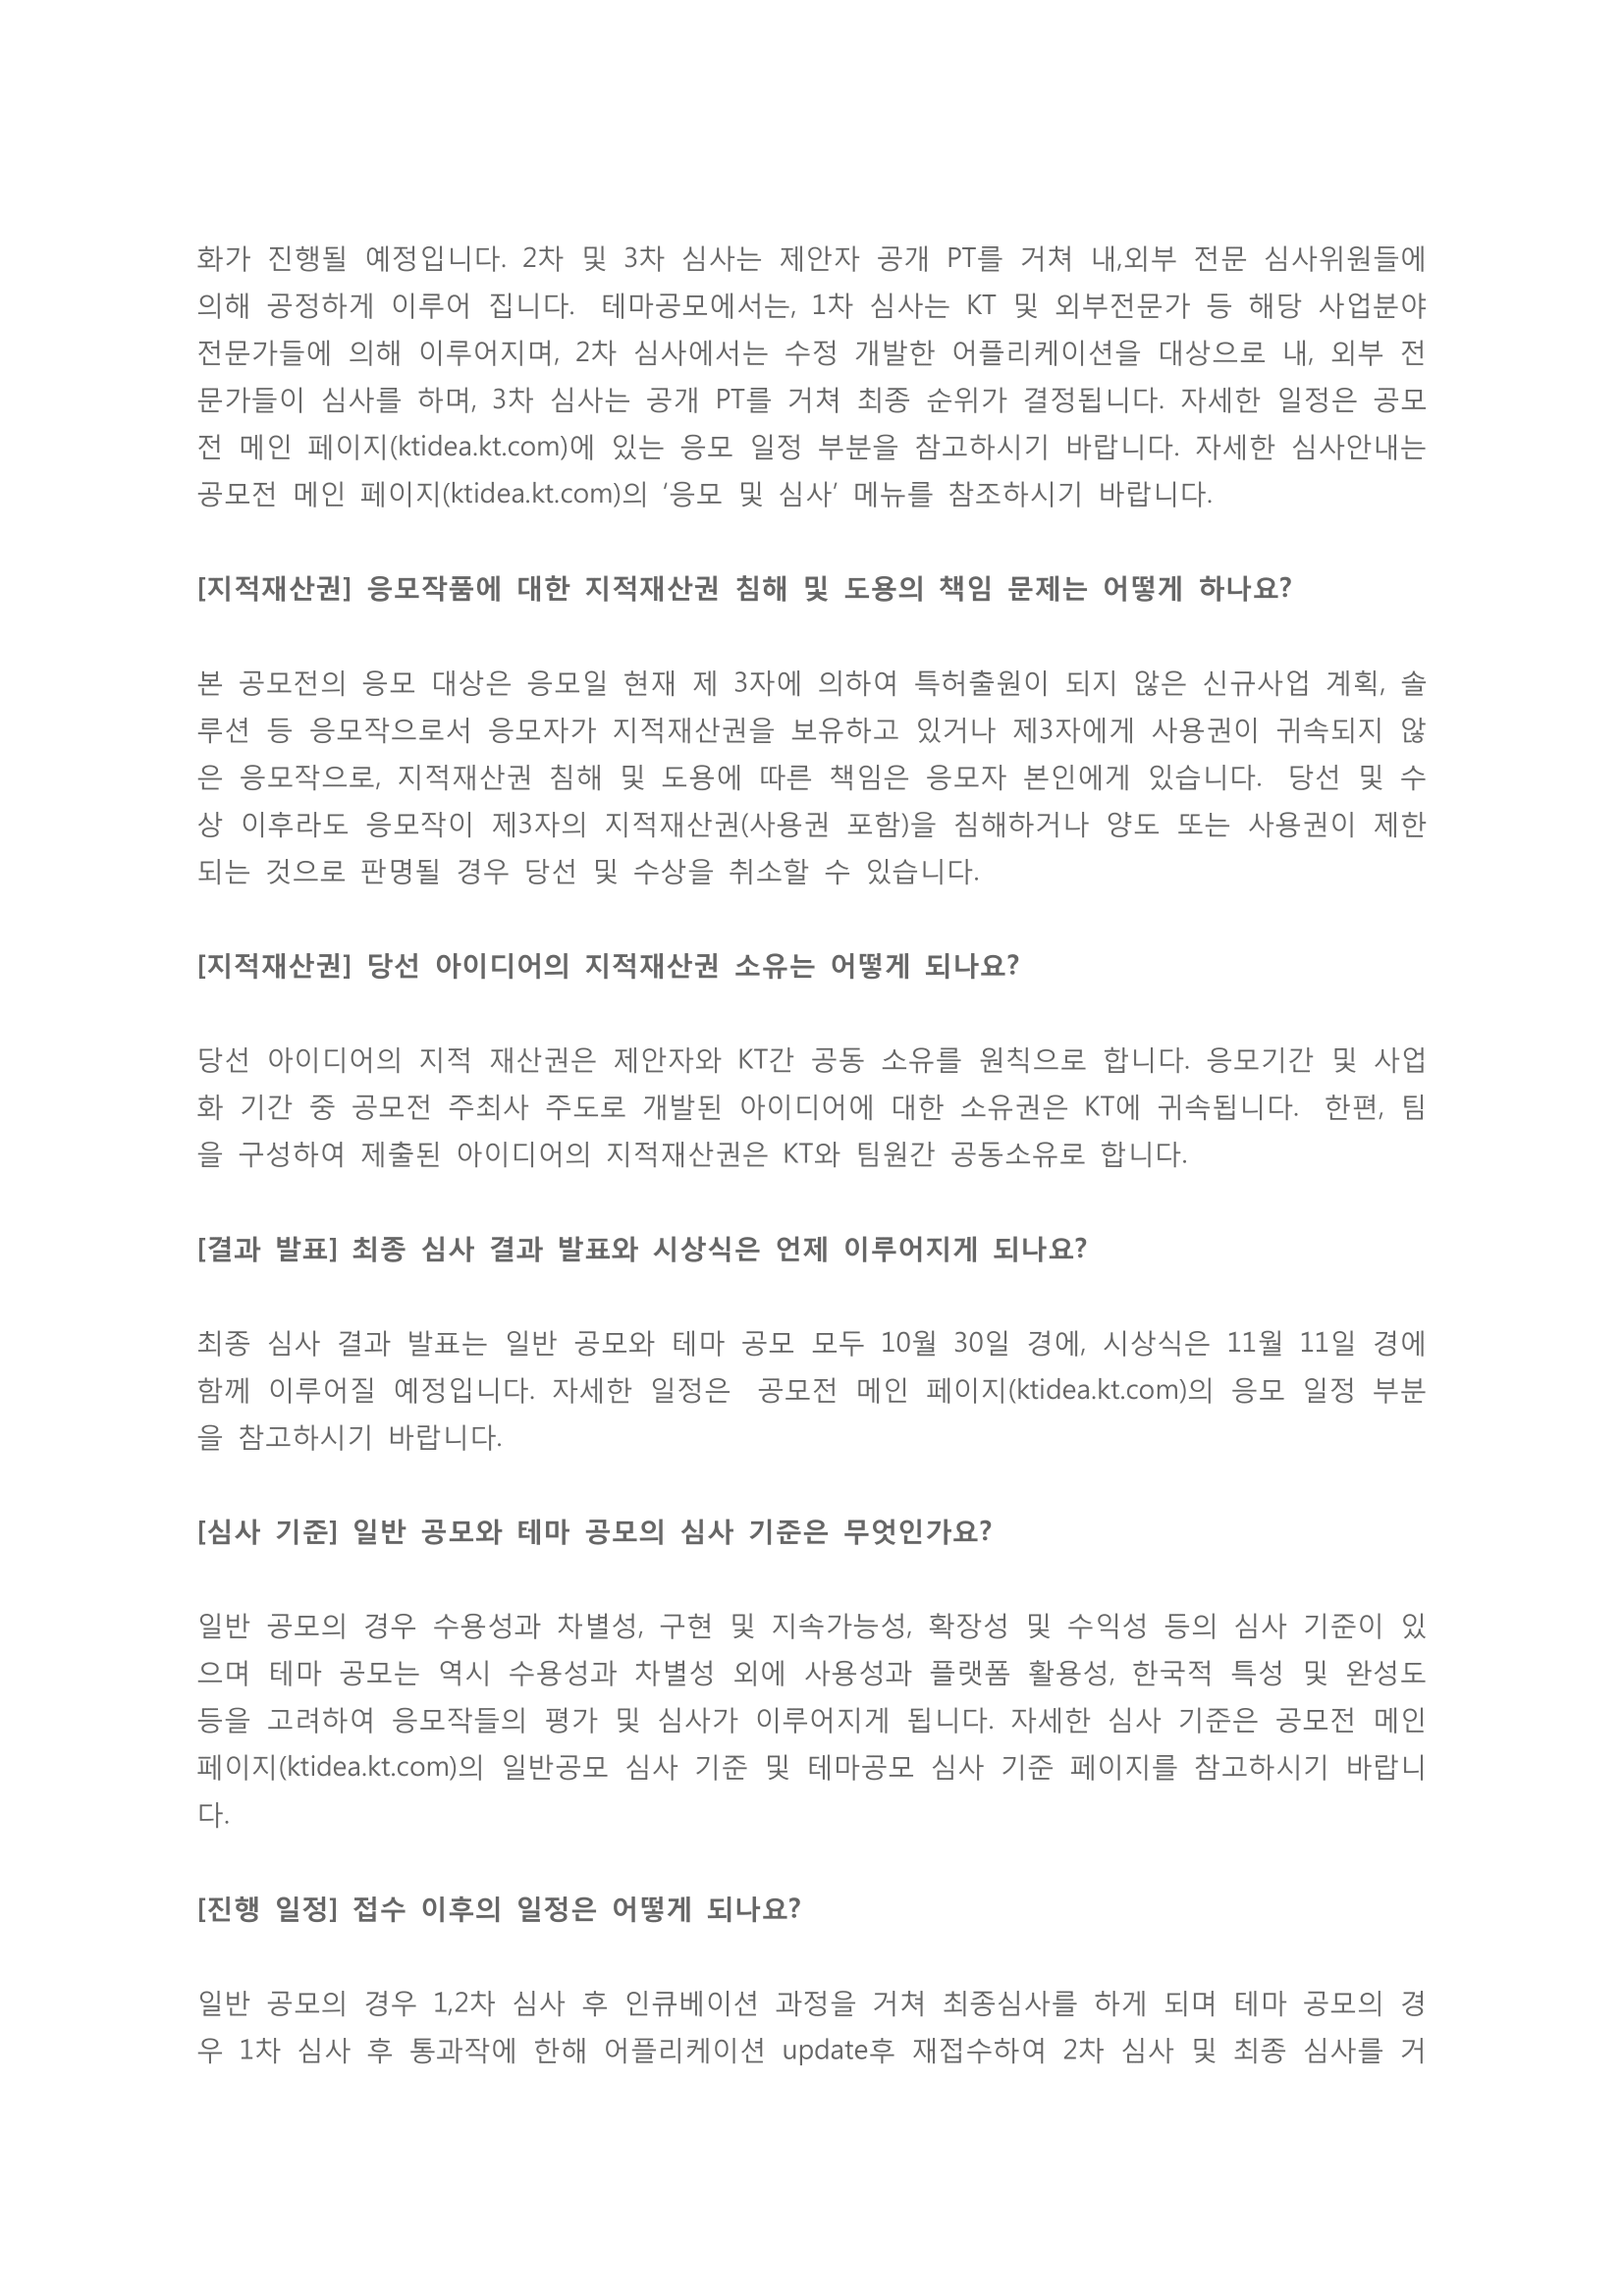 화가 진행될 예정입니다. 2차 및 3차 심사는 제안자 공개 PT를 거쳐 내,외부 전문 심사위원들에
의해 공정하게 이루어 집니다. 테마공모에서는, 1차 심사는 KT 및 외부전문가 등 해당 사업분야
전문가들에 의해 이루어지며, 2차 심사에서는 수정 개발한 어플리케이션을 대상으로 내, 외부 전
문가들이 심사를 하며, 3차 심사는 공개 PT를 거쳐 최종 순위가 결정됩니다. 자세한 일정은 공모
전 메인 페이지(ktidea.kt.com)에 있는 응모 일정 부분을 참고하시기 바랍니다. 자세한 심사안내는
공모전 메인 페이지(ktidea.kt.com)의 ‘응모 및 심사’ 메뉴를 참조하시기 바랍니다.
[지적재산권] 응모작품에 대한 지적재산권 침해 및 도용의 책임 문제는 어떻게 하나요?
본 공모전의 응모 대상은 응모일 현재 제 3자에 의하여 특허출원이 되지 않은 신규사업 계획, 솔
루션 등 응모작으로서 응모자가 지적재산권을 보유하고 있거나 제3자에게 사용권이 귀속되지 않
은 응모작으로, 지적재산권 침해 및 도용에 따른 책임은 응모자 본인에게 있습니다. 당선 및 수
상 이후라도 응모작이 제3자의 지적재산권(사용권 포함)을 침해하거나 양도 또는 사용권이 제한
되는 것으로 판명될 경우 당선 및 수상을 취소할 수 있습니다.
[지적재산권] 당선 아이디어의 지적재산권 소유는 어떻게 되나요?
당선 아이디어의 지적 재산권은 제안자와 KT간 공동 소유를 원칙으로 합니다. 응모기간 및 사업
화 기간 중 공모전 주최사 주도로 개발된 아이디어에 대한 소유권은 KT에 귀속됩니다. 한편, 팀
을 구성하여 제출된 아이디어의 지적재산권은 KT와 팀원간 공동소유로 합니다.
[결과 발표] 최종 심사 결과 발표와 시상식은 언제 이루어지게 되나요?
최종 심사 결과 발표는 일반 공모와 테마 공모 모두 10월 30일 경에, 시상식은 11월 11일 경에
함께 이루어질 예정입니다. 자세한 일정은 공모전 메인 페이지(ktidea.kt.com)의 응모 일정 부분
을 참고하시기 바랍니다.
[심사 기준] 일반 공모와 테마 공모의 심사 기준은 무엇인가요?
일반 공모의 경우 수용성과 차별성, 구현 및 지속가능성, 확장성 및 수익성 등의 심사 기준이 있
으며 테마 공모는 역시 수용성과 차별성 외에 사용성과 플랫폼 활용성, 한국적 특성 및 완성도
등을 고려하여 응모작들의 평가 및 심사가 이루어지게 됩니다. 자세한 심사 기준은 공모전 메인
페이지(ktidea.kt.com)의 일반공모 심사 기준 및 테마공모 심사 기준 페이지를 참고하시기 바랍니
다.
[진행 일정] 접수 이후의 일정은 어떻게 되나요?
일반 공모의 경우 1,2차 심사 후 인큐베이션 과정을 거쳐 최종심사를 하게 되며 테마 공모의 경
우 1차 심사 후 통과작에 한해 어플리케이션 update후 재접수하여 2차 심사 및 최종 심사를 거